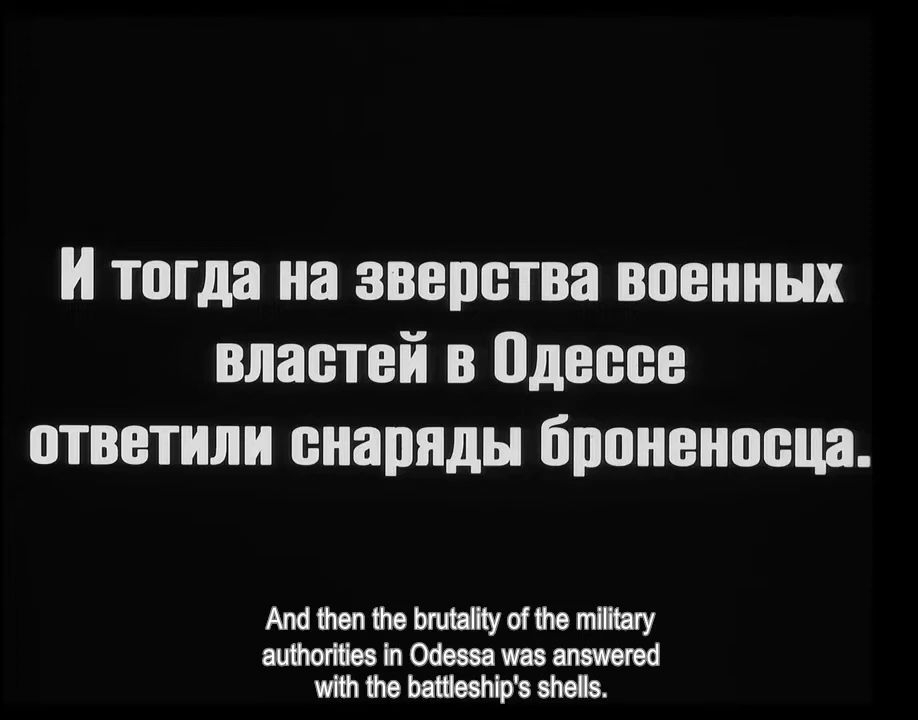 И тогда на зверства военных
властей в Одессе
ответили снаряды броненосца.
And then the brutality of the military
authorities in Odessa was answered
with the battleship's shells.